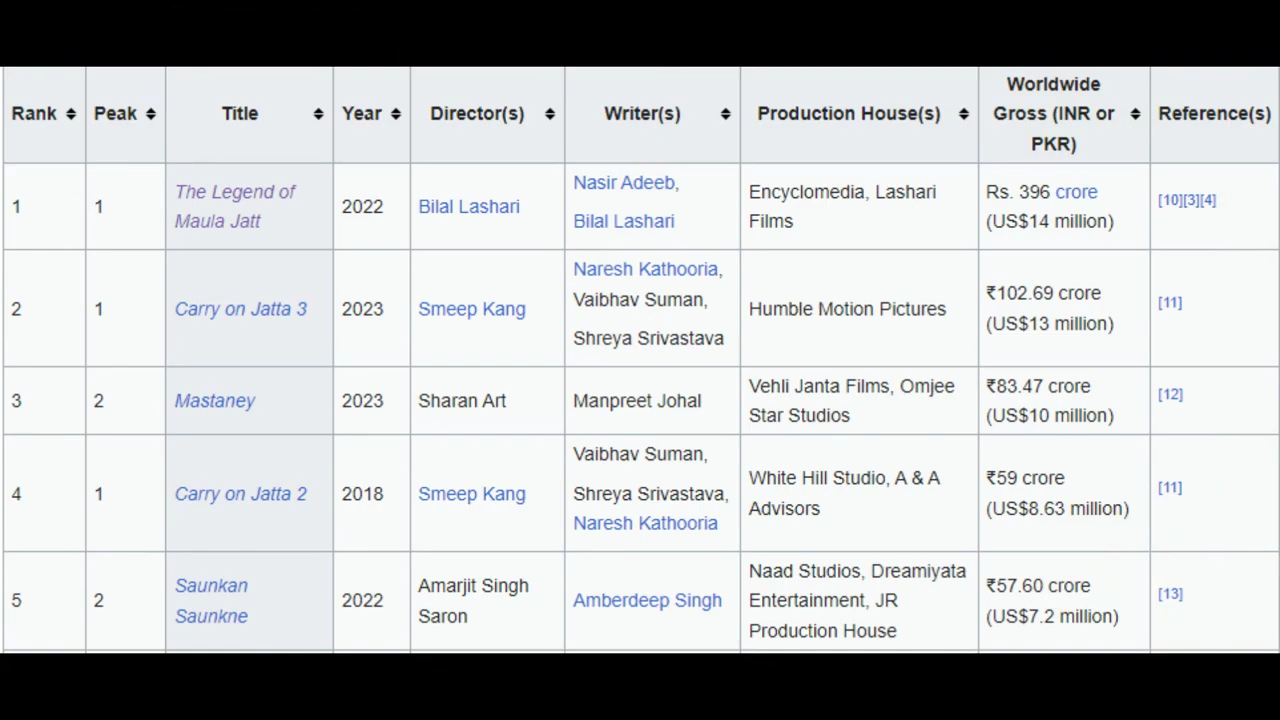 Rank Peak Title Year Director(s) Writer(s) Production House(s) Worldwide Gross (INR or PKR) Reference(s)
1 1 The Legend of Maula Jatt 2022 Bilal Lashari Nasir Adeeb, Bilal Lashari Encyclomedia, Lashari Films Rs. 396 crore (US$14 million) [10][3][4]
2 1 Carry on Jatta 3 2023 Smeep Kang Naresh Kathooria, Vaibhav Suman, Shreya Srivastava Humble Motion Pictures ₹102.69 crore (US$13 million) [11]
3 2 Mastaney 2023 Sharan Art Manpreet Johal Vehli Janta Films, Omjee Star Studios ₹83.47 crore (US$10 million) [12]
4 1 Carry on Jatta 2 2018 Smeep Kang Vaibhav Suman, Shreya Srivastava, Naresh Kathooria White Hill Studio, A & A Advisors ₹59 crore (US$8.63 million) [11]
5 2 Saunkan Saunkne 2022 Amarjit Singh Saron Amberdeep Singh Naad Studios, Dreamiyata Entertainment, JR Production House ₹57.60 crore (US$7.2 million) [13]